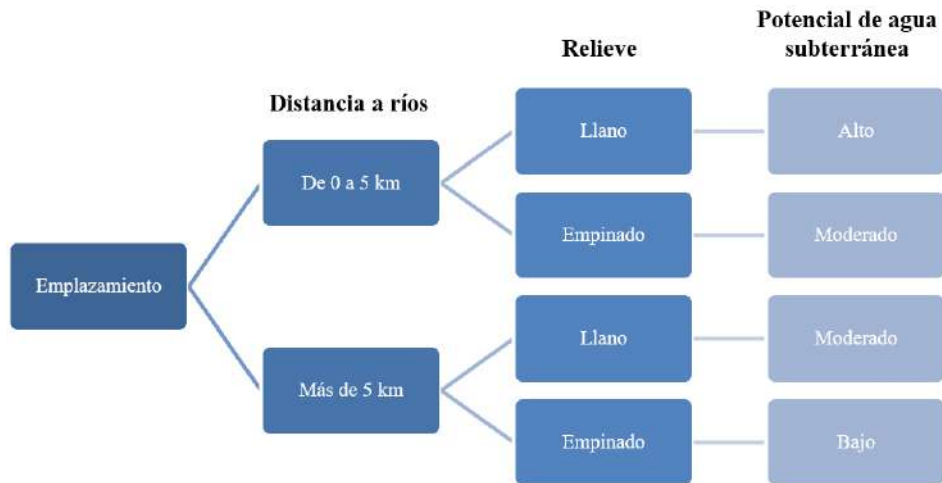 Potencial de agua
subterránea
Relieve
Distancia a ríos
Llano
Alto
De 0 a 5 km
Empinado
Moderado
Emplazamiento
Llano
Moderado
Más de 5 km
Empinado
Bajo